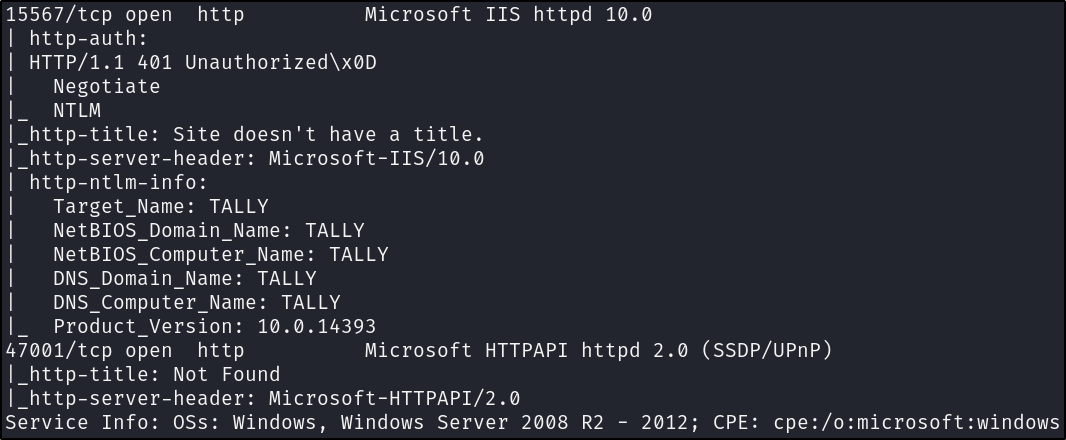 15567/tcp open  http          Microsoft IIS httpd 10.0
| http-auth:
| HTTP/1.1 401 Unauthorized\x0D
|   Negotiate
|_  NTLM
|_http-title: Site doesn't have a title.
|_http-server-header: Microsoft-IIS/10.0
| http-ntlm-info:
|   Target_Name: TALLY
|   NetBIOS_Domain_Name: TALLY
|   NetBIOS_Computer_Name: TALLY
|   DNS_Domain_Name: TALLY
|   DNS_Computer_Name: TALLY
|_  Product_Version: 10.0.14393
47001/tcp open  http          Microsoft HTTPAPI httpd 2.0 (SSDP/UPnP)
|_http-title: Not Found
|_http-server-header: Microsoft-HTTPAPI/2.0
Service Info: OSs: Windows, Windows Server 2008 R2 - 2012; CPE: cpe:/o:microsoft:windows